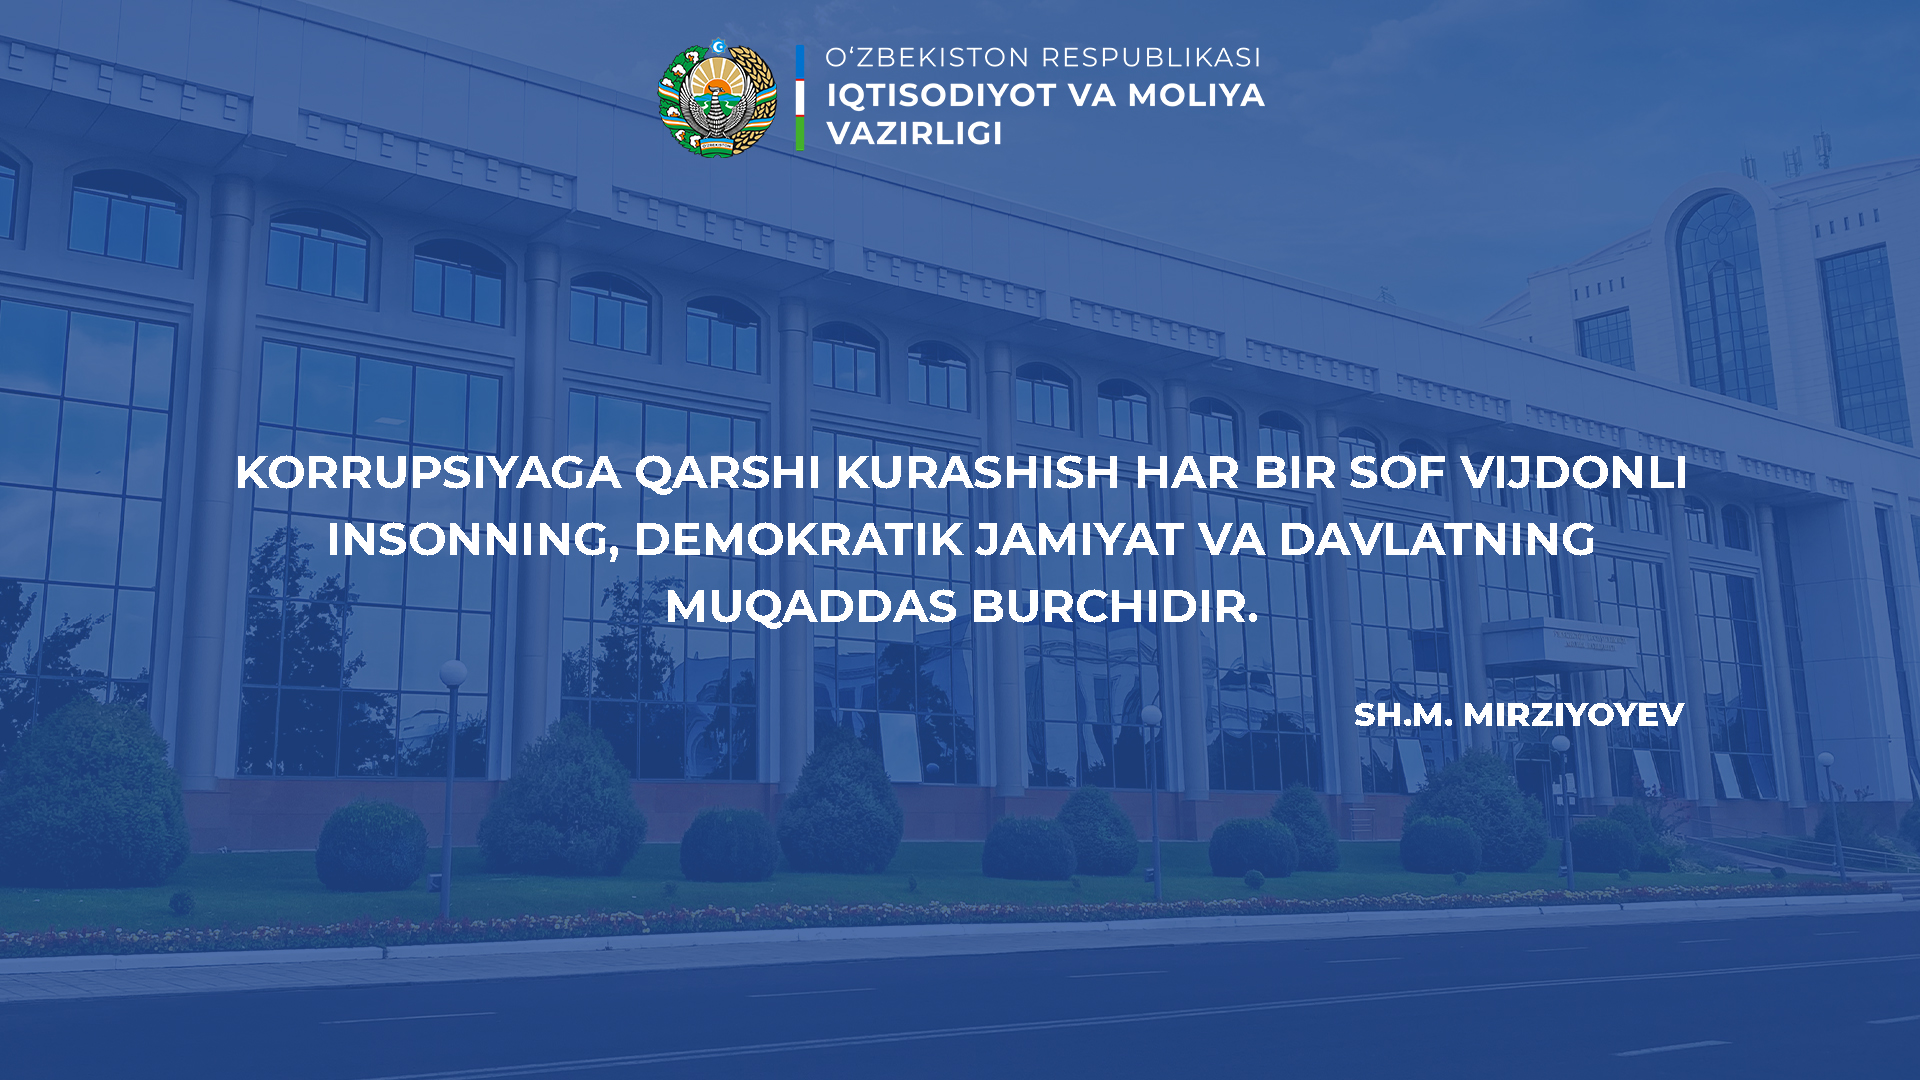 O‘ZBEKISTON RESPUBLIKASI
IQTISODIYOT VA MOLIYA
VAZIRLIGI
O'ZBEKISTON
KORRUPSIYAGA QARSHI KURASHISH HAR BIR SOF VIJDONLI
INSONNING, DEMOKRATIK JAMIYAT VA DAVLATNING
MUQADDAS BURCHIDIR.
SH.M. MIRZIYOYEV